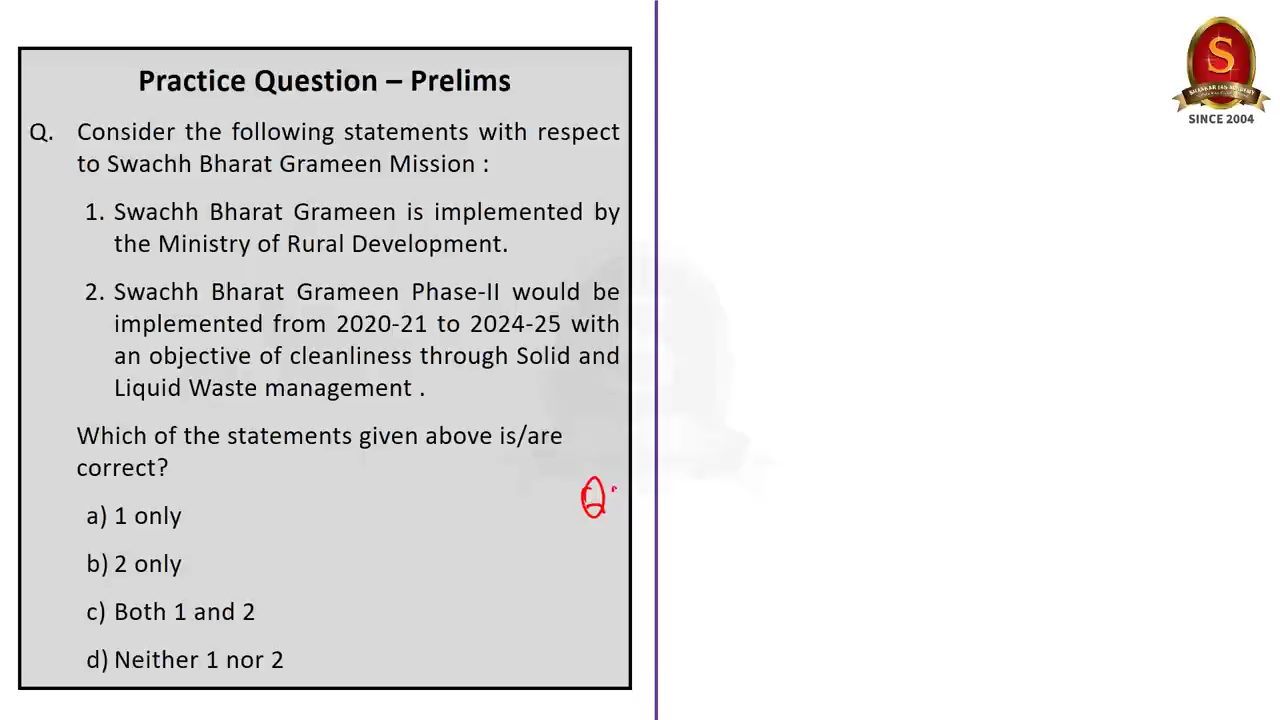 Practice Question – Prelims
Q. Consider the following statements with respect
to Swachh Bharat Grameen Mission :
1. Swachh Bharat Grameen is implemented by
the Ministry of Rural Development.
2. Swachh Bharat Grameen Phase-II would be
implemented from 2020-21 to 2024-25 with
an objective of cleanliness through Solid and
Liquid Waste management .
Which of the statements given above is/are
correct?
a) 1 only
b) 2 only
c) Both 1 and 2
d) Neither 1 nor 2
S
SHANKAR IAS ACADEMY
SINCE 2004